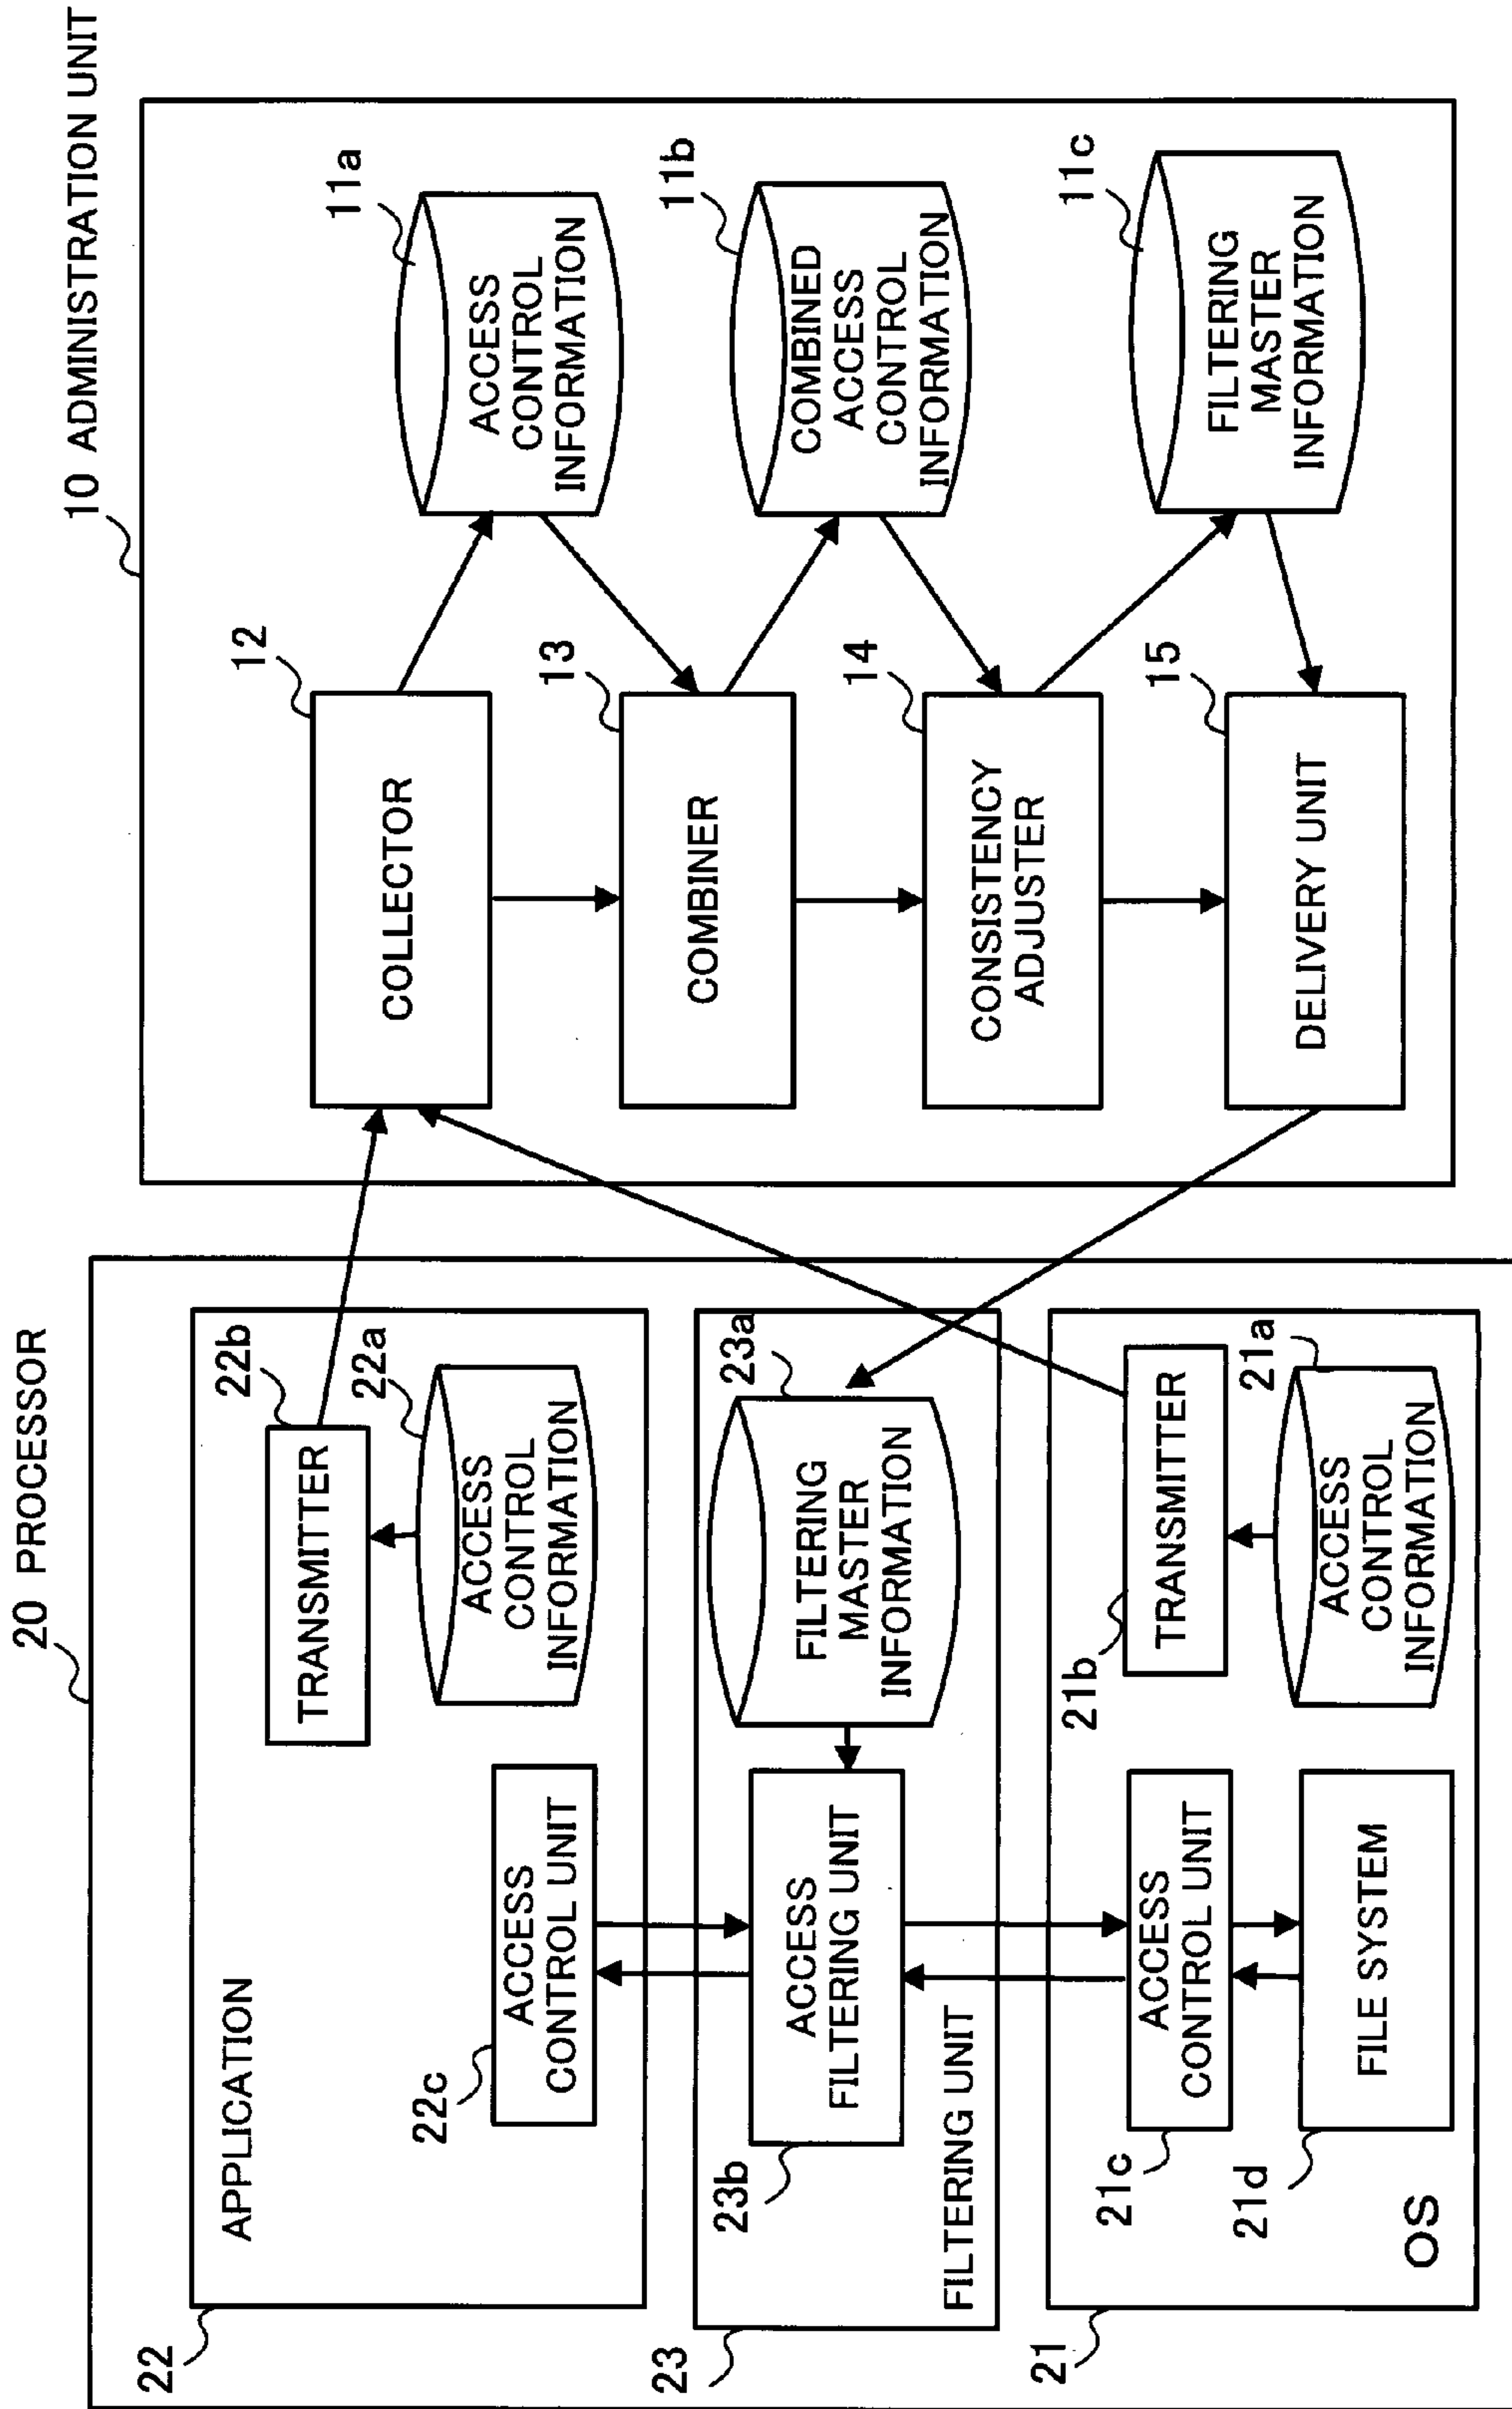 20 PROCESSOR
22
APPLICATION
22b
TRANSMITTER
22a
ACCESS
CONTROL
INFORMATION
22c
ACCESS
CONTROL UNIT
23
FILTERING UNIT
23a
FILTERING
MASTER
INFORMATION
23b
ACCESS
FILTERING UNIT
21
OS
21b
TRANSMITTER
21a
ACCESS
CONTROL
INFORMATION
21c
ACCESS
CONTROL UNIT
21d
FILE SYSTEM
10 ADMINISTRATION UNIT
12
COLLECTOR
11a
ACCESS
CONTROL
INFORMATION
13
COMBINER
11b
COMBINED
ACCESS
CONTROL
INFORMATION
14
CONSISTENCY
ADJUSTER
11c
FILTERING
MASTER
INFORMATION
15
DELIVERY UNIT